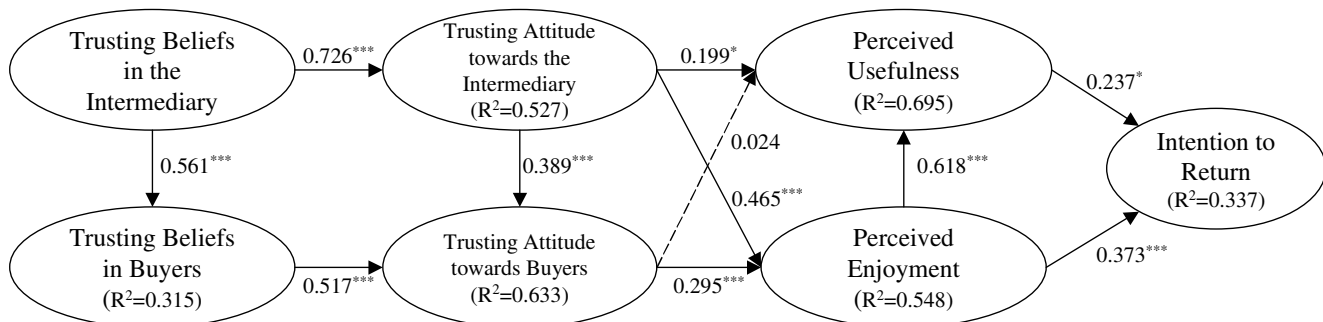 Trusting Beliefs
in the
Intermediary
0.726***
Trusting Attitude
towards the
Intermediary
(R²=0.527)
0.199*
Perceived
Usefulness
(R²=0.695)
0.237*
0.561***
0.389***
0.024
0.465***
0.618***
Intention to
Return
(R²=0.337)
Trusting Beliefs
in Buyers
(R²=0.315)
0.517***
Trusting Attitude
towards Buyers
(R²=0.633)
0.295***
Perceived
Enjoyment
(R²=0.548)
0.373***